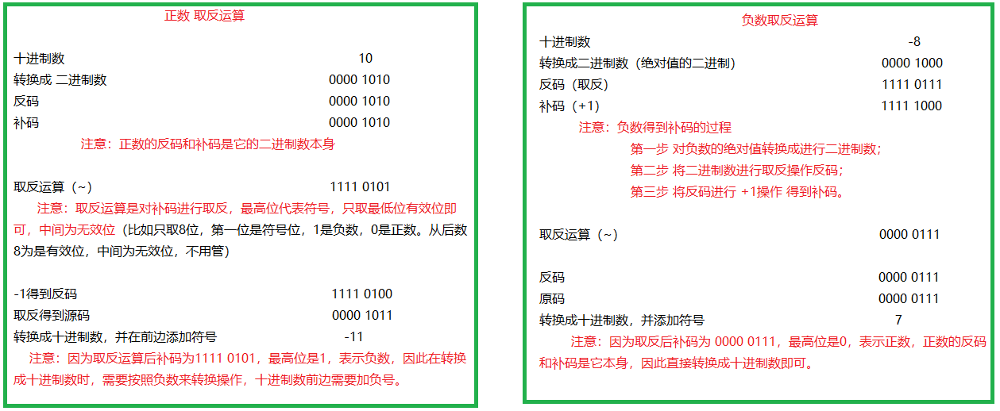 正数 取反运算
十进制数 10
转换成 二进制数 0000 1010
反码 0000 1010
补码 0000 1010
注意：正数的反码和补码是它的二进制数本身
取反运算（~） 1111 0101
注意：取反运算是对补码进行取反，最高位代表符号，只取最低位有效位即
可，中间为无效位（比如只取8位，第一位是符号位，1是负数，0是正数。从后数
8为是有效位，中间为无效位，不用管）
-1得到反码 1111 0100
取反得到源码 0000 1011
转换成十进制数，并在前边添加符号 -11
注意：因为取反运算后补码为1111 0101，最高位是1，表示负数，因此在转换
成十进制数时，需要按照负数来转换操作，十进制数前边需要加负号。
负数取反运算
十进制数 -8
转换成二进制数（绝对值的二进制） 0000 1000
反码（取反） 1111 0111
补码（+1） 1111 1000
注意：负数得到补码的过程
第一步 对负数的绝对值转换成进行二进制数；
第二步 将二进制数进行取反操作反码；
第三步 将反码进行 +1操作 得到补码。
取反运算（~） 0000 0111
反码 0000 0111
原码 0000 0111
转换成十进制数，并添加符号 7
注意：因为取反后补码为 0000 0111，最高位是0，表示正数，正数的反码
和补码是它本身，因此直接转换成十进制数即可。